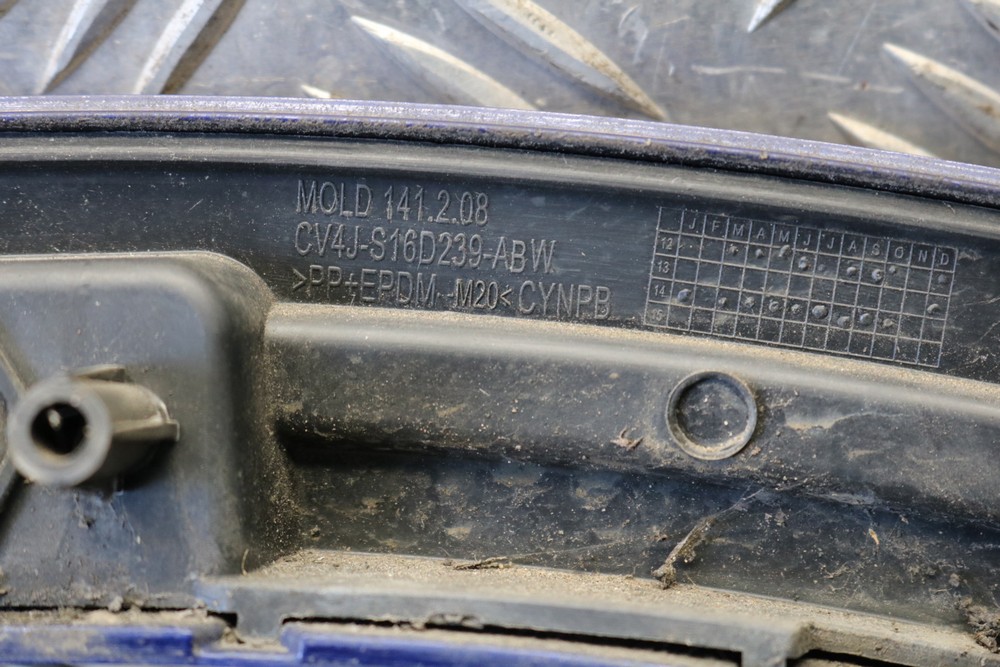 MOLD 141.2.08
CV4J-S16D239-ABW
>PP+EPDM-M20< CYNPB
J F M A M J J A S O N D
12
13
14
15